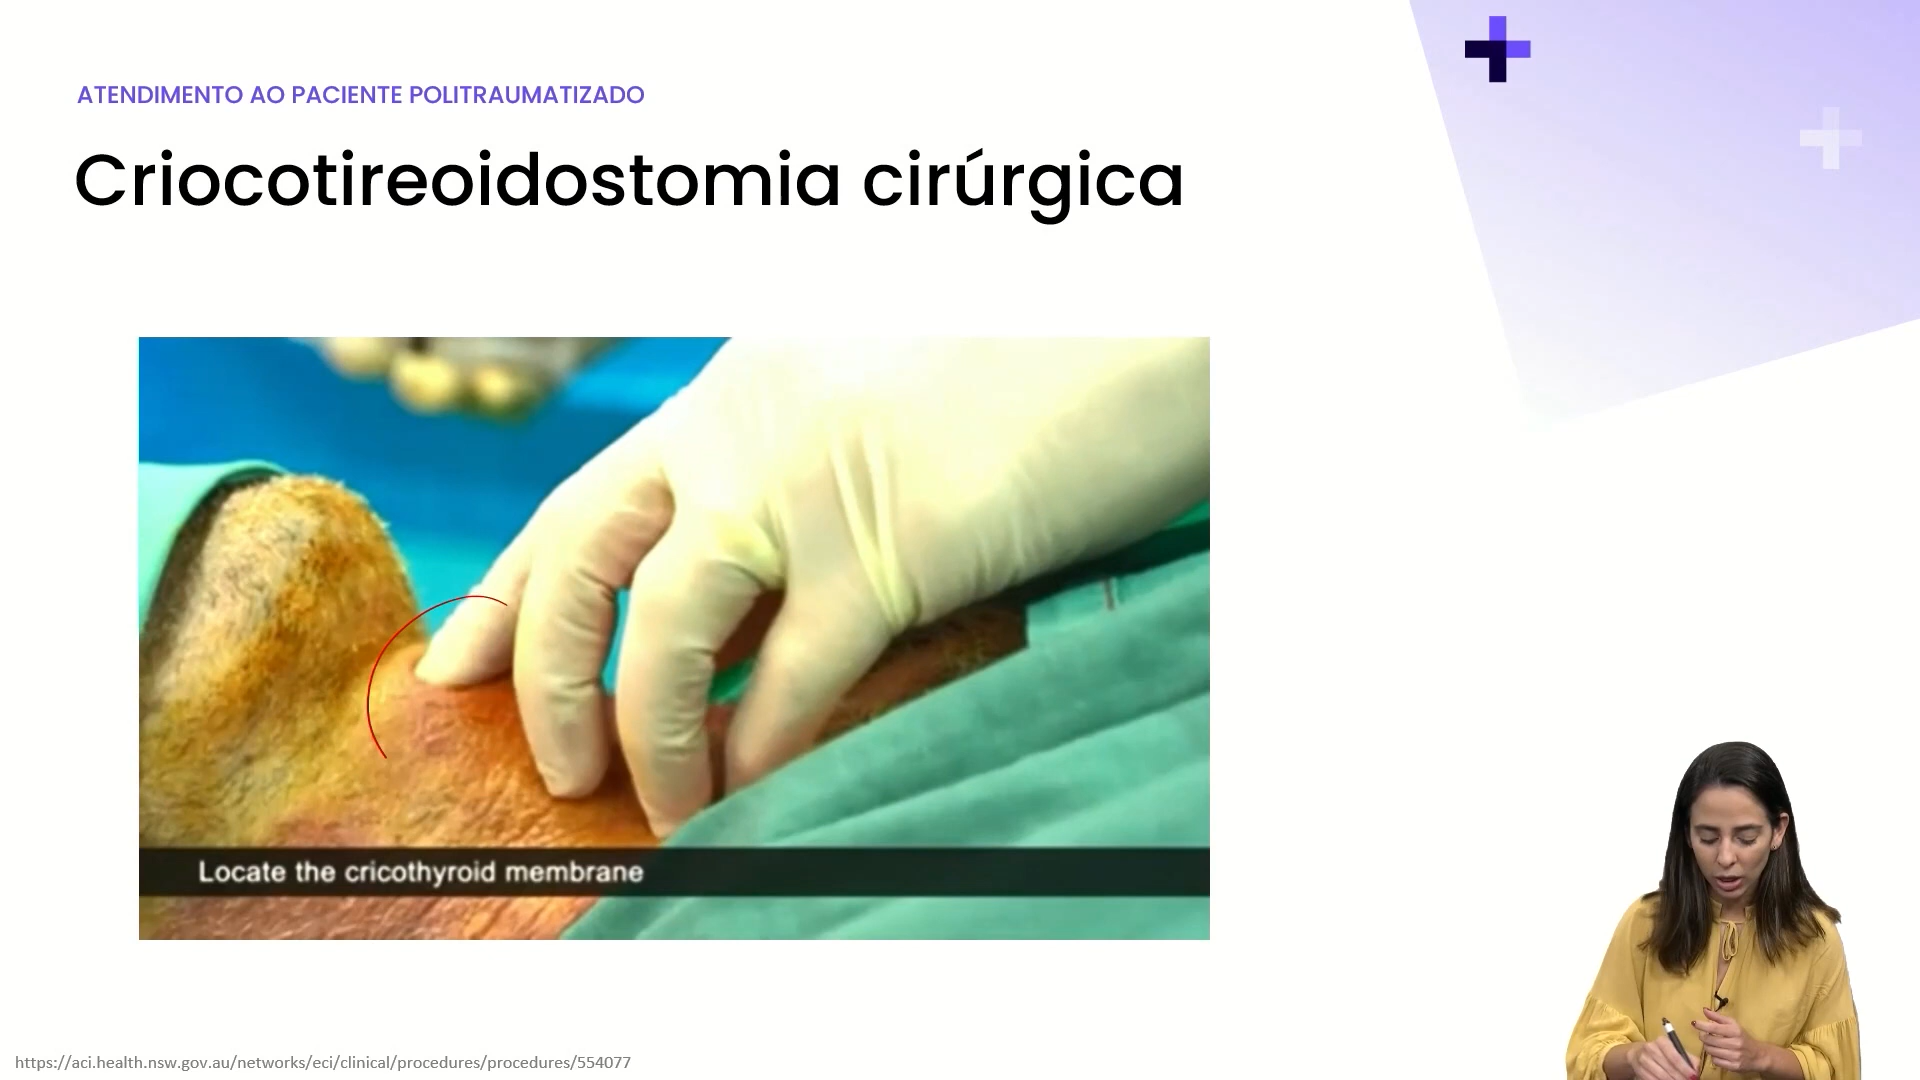 ATENDIMENTO AO PACIENTE POLITRAUMATIZADO
Criocotireoidostomia cirúrgica
Locate the cricothyroid membrane
https://aci.health.nsw.gov.au/networks/eci/clinical/procedures/procedures/554077